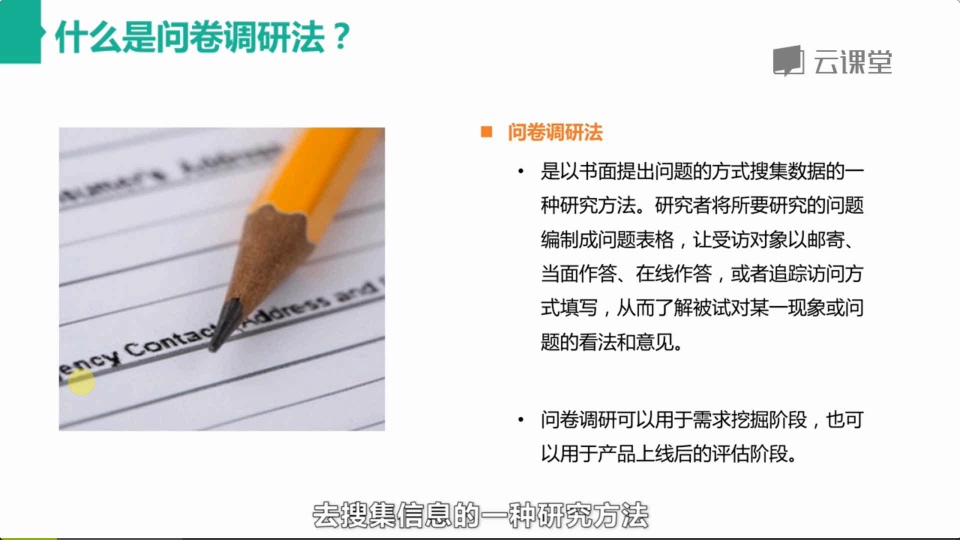 什么是问卷调研法？
云课堂
umer's Address
ency Contact Address and
■ 问卷调研法
• 是以书面提出问题的方式搜集数据的一
种研究方法。研究者将所要研究的问题
编制成问题表格，让受访对象以邮寄、
当面作答、在线作答，或者追踪访问方
式填写，从而了解被试对某一现象或问
题的看法和意见。
• 问卷调研可以用于需求挖掘阶段，也可
以用于产品上线后的评估阶段。
去搜集信息的一种研究方法